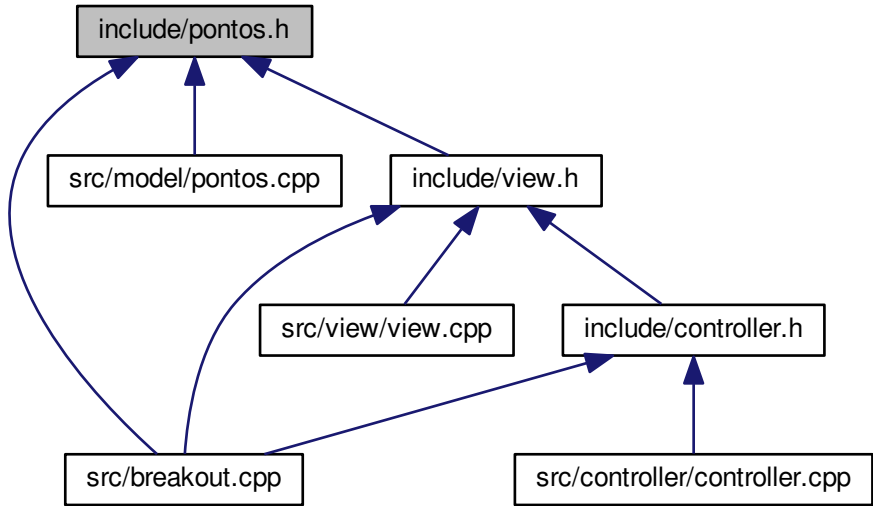 include/pontos.h
src/model/pontos.cpp
include/view.h
src/view/view.cpp
include/controller.h
src/breakout.cpp
src/controller/controller.cpp